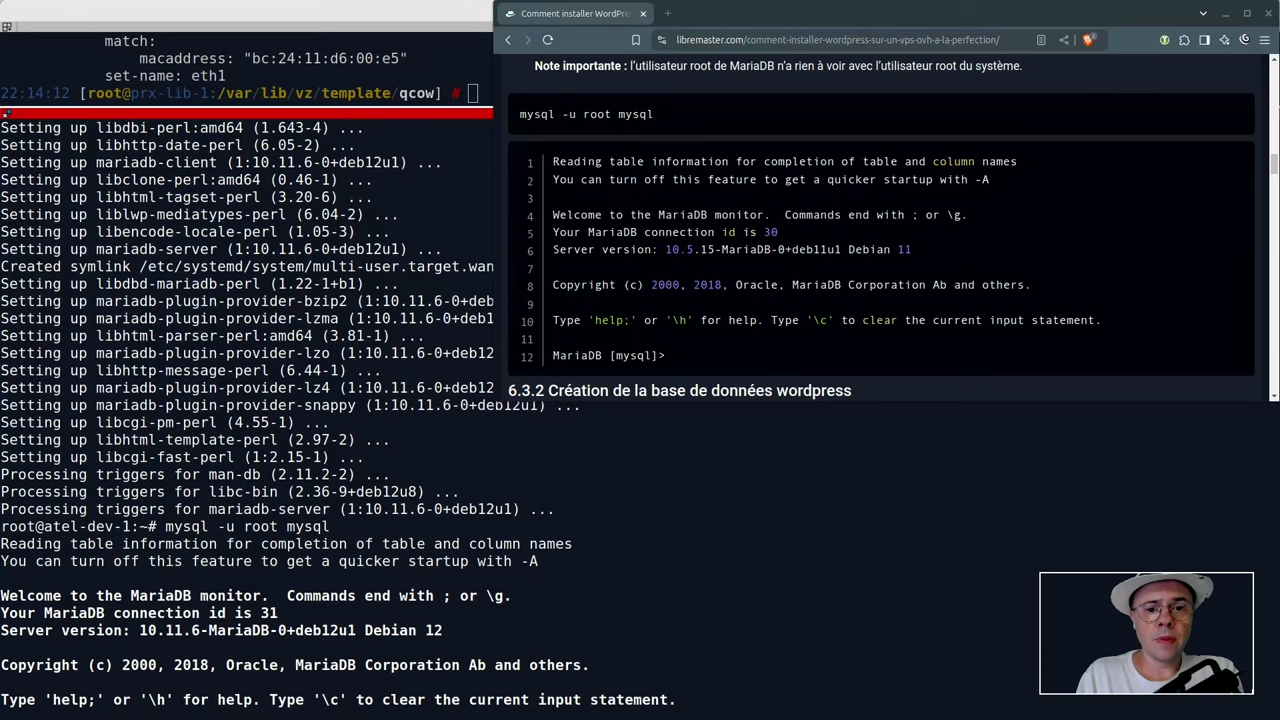 match:
macaddress: "bc:24:11:d6:00:e5"
set-name: eth1
22:14:12 [root@prx-lib-1:/var/lib/vz/template/qcow] #
Setting up libdbi-perl:amd64 (1.643-4) ...
Setting up libhttp-date-perl (6.05-2) ...
Setting up mariadb-client (1:10.11.6-0+deb12u1) ...
Setting up libclone-perl:amd64 (0.46-1) ...
Setting up libhtml-tagset-perl (3.20-6) ...
Setting up liblwp-mediatypes-perl (6.04-2) ...
Setting up libencode-locale-perl (1.05-3) ...
Setting up mariadb-server (1:10.11.6-0+deb12u1) ...
Created symlink /etc/systemd/system/multi-user.target.wan
Setting up libdbd-mariadb-perl (1.22-1+b1) ...
Setting up mariadb-plugin-provider-bzip2 (1:10.11.6-0+deb
Setting up mariadb-plugin-provider-lzma (1:10.11.6-0+deb1
Setting up libhtml-parser-perl:amd64 (3.81-1) ...
Setting up mariadb-plugin-provider-lzo (1:10.11.6-0+deb12
Setting up libhttp-message-perl (6.44-1) ...
Setting up mariadb-plugin-provider-lz4 (1:10.11.6-0+deb12
Setting up mariadb-plugin-provider-snappy (1:10.11.6-0+deb12u1) ...
Setting up libcgi-pm-perl (4.55-1) ...
Setting up libhtml-template-perl (2.97-2) ...
Setting up libcgi-fast-perl (1:2.15-1) ...
Processing triggers for man-db (2.11.2-2) ...
Processing triggers for libc-bin (2.36-9+deb12u8) ...
Processing triggers for mariadb-server (1:10.11.6-0+deb12u1) ...
root@atel-dev-1:~# mysql -u root mysql
Reading table information for completion of table and column names
You can turn off this feature to get a quicker startup with -A
Welcome to the MariaDB monitor.  Commands end with ; or \g.
Your MariaDB connection id is 31
Server version: 10.11.6-MariaDB-0+deb12u1 Debian 12
Copyright (c) 2000, 2018, Oracle, MariaDB Corporation Ab and others.
Type 'help;' or '\h' for help. Type '\c' to clear the current input statement.
Comment installer WordPre
libremaster.com/comment-installer-wordpress-sur-un-vps-ovh-a-la-perfection/
2
Note importante : l'utilisateur root de MariaDB n'a rien à voir avec l'utilisateur root du système.
mysql -u root mysql
1 Reading table information for completion of table and column names
2 You can turn off this feature to get a quicker startup with -A
3
4 Welcome to the MariaDB monitor.  Commands end with ; or \g.
5 Your MariaDB connection id is 30
6 Server version: 10.5.15-MariaDB-0+deb11u1 Debian 11
7
8 Copyright (c) 2000, 2018, Oracle, MariaDB Corporation Ab and others.
9
10 Type 'help;' or '\h' for help. Type '\c' to clear the current input statement.
11
12 MariaDB [mysql]>
6.3.2 Création de la base de données wordpress